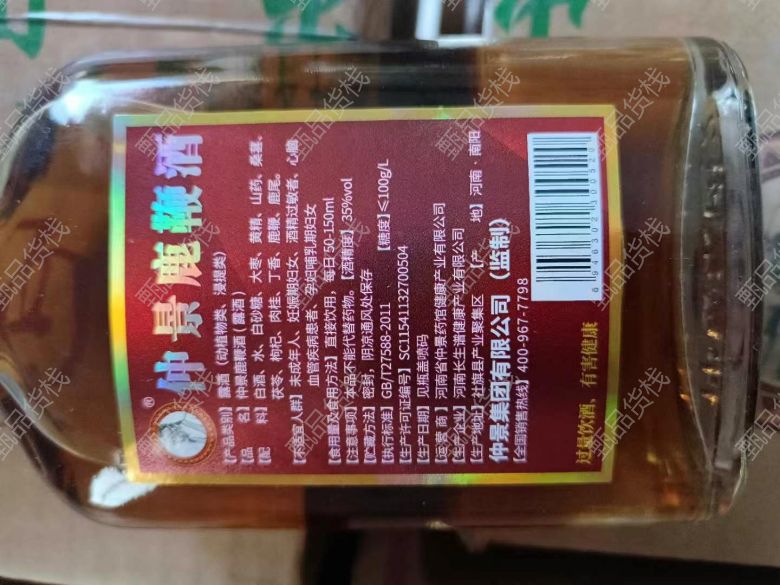 仲景鹿鞭酒
®
【产品类别】露酒(动植物类、浸提类)
【品 名】仲景鹿鞭酒(露酒)
【配 料】白酒、水、白砂糖、大枣、黄精、山药、桑葚、
茯苓、枸杞、肉桂、丁香、鹿鞭、鹿尾。
【不适宜人群】未成年人、妊娠期妇女、酒精过敏者、心脑
血管疾病患者、孕妇哺乳期妇女
【食用量及食用方法】直接饮用,每日50-150ml
【注意事项】本品不能代替药物。【酒精度】35%vol
【贮藏方法】密封,阴凉通风处保存
【执行标准】GB/T27588-2011 【糖度】≤100g/L
【生产许可证编号】SC11541132700504
【生产日期】见瓶盖喷码
【运营商】河南省仲景药馆健康产业有限公司
【生产企业】河南长生谱健康产业有限公司
【生产地址】社旗县产业聚集区 【产 地】河南·南阳
仲景集团有限公司(监制)
【全国销售热线】400-967-7798
过量饮酒,有害健康
甄品货栈